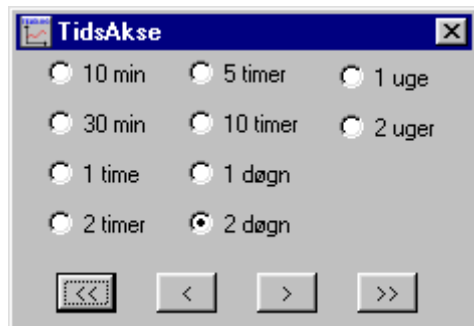 TidsAkse
10 min 5 timer 1 uge
30 min 10 timer 2 uger
1 time 1 døgn
2 timer 2 døgn
<< < > >>